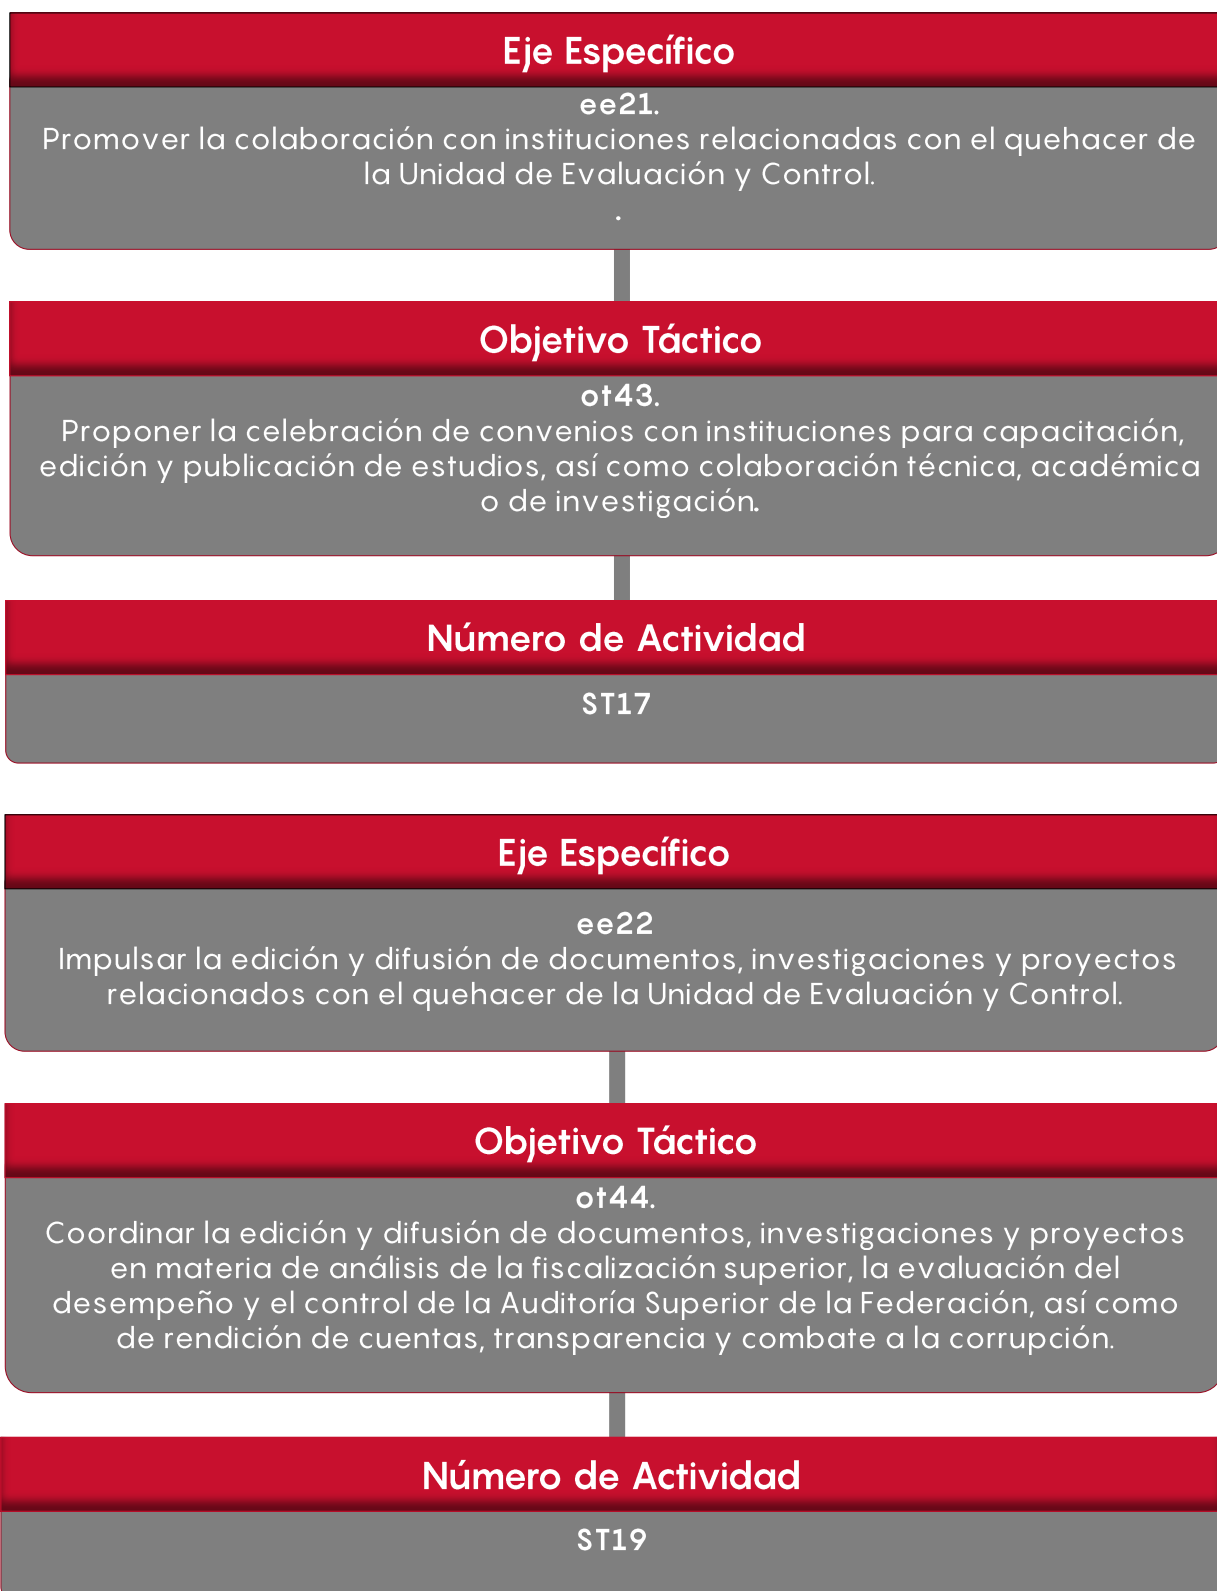 Eje Específico
ee21.
Promover la colaboración con instituciones relacionadas con el quehacer de
la Unidad de Evaluación y Control.
.
Objetivo Táctico
ot43.
Proponer la celebración de convenios con instituciones para capacitación,
edición y publicación de estudios, así como colaboración técnica, académica
o de investigación.
Número de Actividad
ST17
Eje Específico
ee22
Impulsar la edición y difusión de documentos, investigaciones y proyectos
relacionados con el quehacer de la Unidad de Evaluación y Control.
Objetivo Táctico
ot44.
Coordinar la edición y difusión de documentos, investigaciones y proyectos
en materia de análisis de la fiscalización superior, la evaluación del
desempeño y el control de la Auditoría Superior de la Federación, así como
de rendición de cuentas, transparencia y combate a la corrupción.
Número de Actividad
ST19